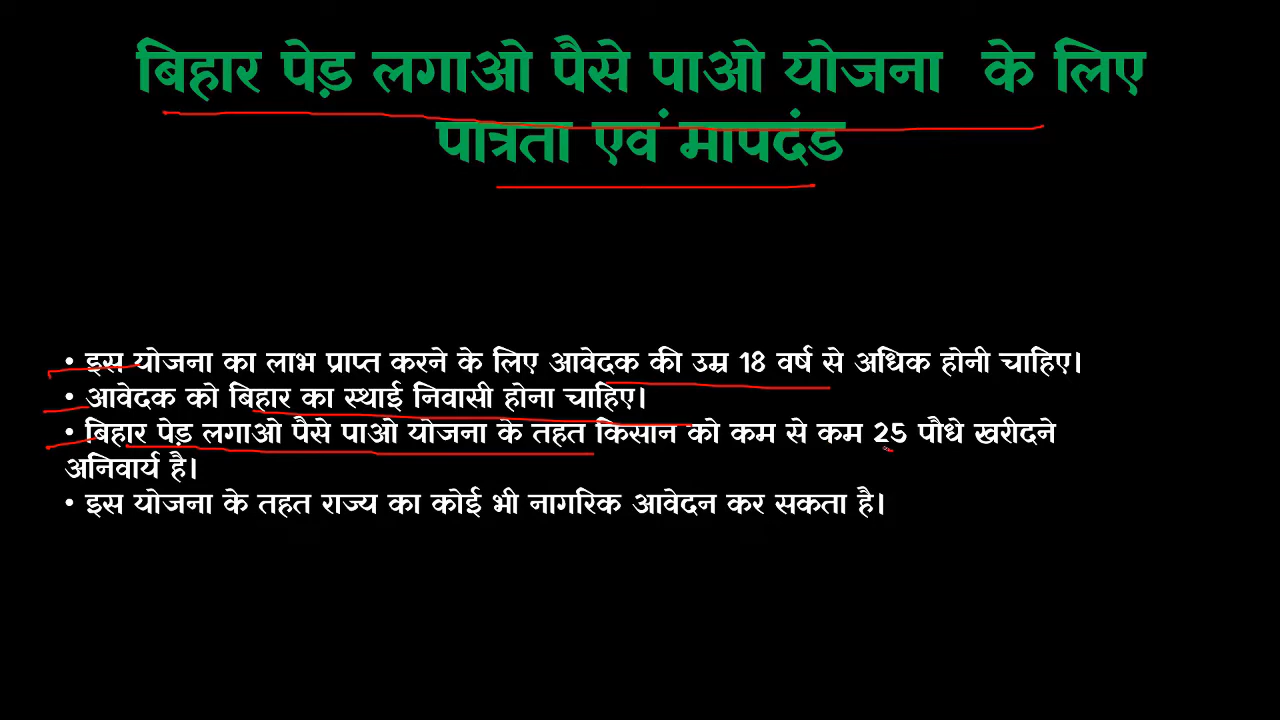 बिहार पेड़ लगाओ पैसे पाओ योजना के लिए
पात्रता एवं मापदंड
• इस योजना का लाभ प्राप्त करने के लिए आवेदक की उम्र 18 वर्ष से अधिक होनी चाहिए।
• आवेदक को बिहार का स्थाई निवासी होना चाहिए।
• बिहार पेड़ लगाओ पैसे पाओ योजना के तहत किसान को कम से कम 25 पौधे खरीदने
अनिवार्य है।
• इस योजना के तहत राज्य का कोई भी नागरिक आवेदन कर सकता है।